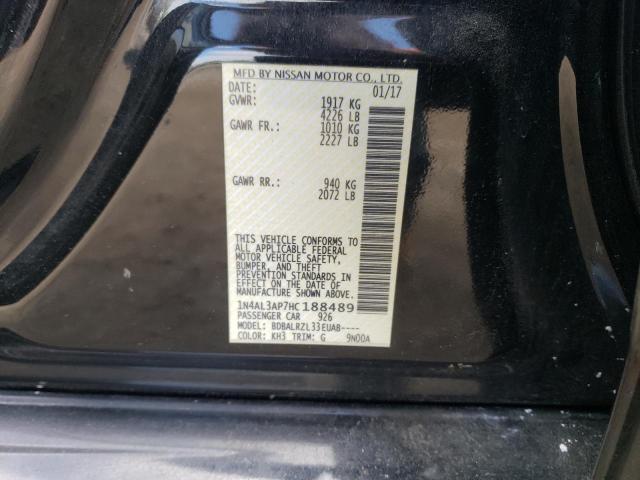 MFD BY NISSAN MOTOR CO., LTD.
DATE: 01/17
GVWR: 1917 KG
4226 LB
GAWR FR.: 1010 KG
2227 LB
GAWR RR.: 940 KG
2072 LB
THIS VEHICLE CONFORMS TO
ALL APPLICABLE FEDERAL
MOTOR VEHICLE SAFETY,
BUMPER, AND THEFT
PREVENTION STANDARDS IN
EFFECT ON THE DATE OF
MANUFACTURE SHOWN ABOVE.
1N4AL3AP7HC188489
PASSENGER CAR 926
MODEL: BDBALRZL33EUAB----
COLOR: KH3 TRIM: G 9N00A